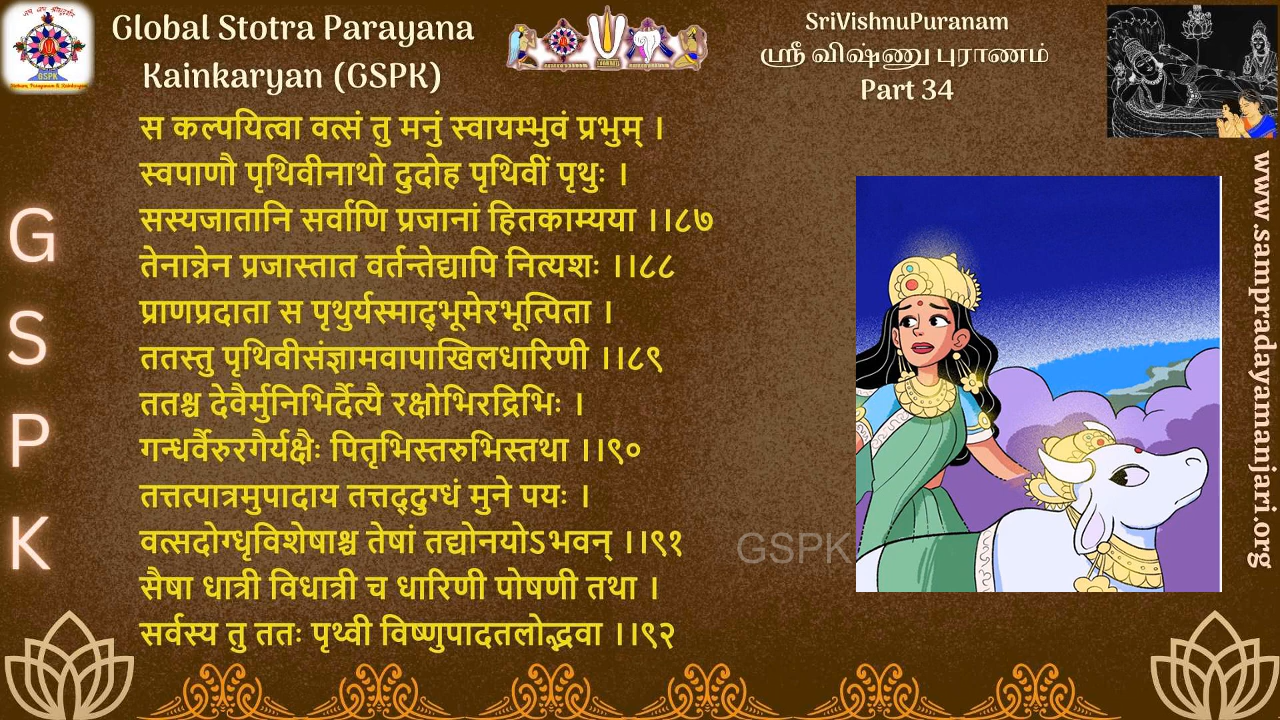 Global Stotra Parayana
Kainkaryan (GSPK)
SriVishnuPuranam
ஸ்ரீ விஷ்ணு புராணம்
Part 34
स कल्पयित्वा वत्सं तु मनुं स्वायम्भुवं प्रभुम् ।
स्वपाणौ पृथिवीनाथो दुदोह पृथिवीं पृथुः ।
सस्यजातानि सर्वाणि प्रजानां हितकाम्यया ।।८७
तेनान्नेन प्रजास्तात वर्तन्तेद्यापि नित्यशः ।।८८
प्राणप्रदाता स पृथुर्यस्माद्भूमेरभूत्पिता ।
ततस्तु पृथिवीसंज्ञामवापाखिलधारिणी ।।८९
ततश्च देवैर्मुनिभिर्दैत्यै रक्षोभिरद्रिभिः ।
गन्धर्वैरुरगैर्यक्षैः पितृभिस्तरुभिस्तथा ।।९०
तत्तत्पात्रमुपादाय तत्तद्दुग्धं मुने पयः ।
वत्सदोग्धृविशेषाश्च तेषां तद्योनयोऽभवन् ।।९१
सैषा धात्री विधात्री च धारिणी पोषणी तथा ।
सर्वस्य तु ततः पृथ्वी विष्णुपादतलोद्भवा ।।९२
G
S
P
K
GSPK
www.sampradayamanjari.org
GSPK